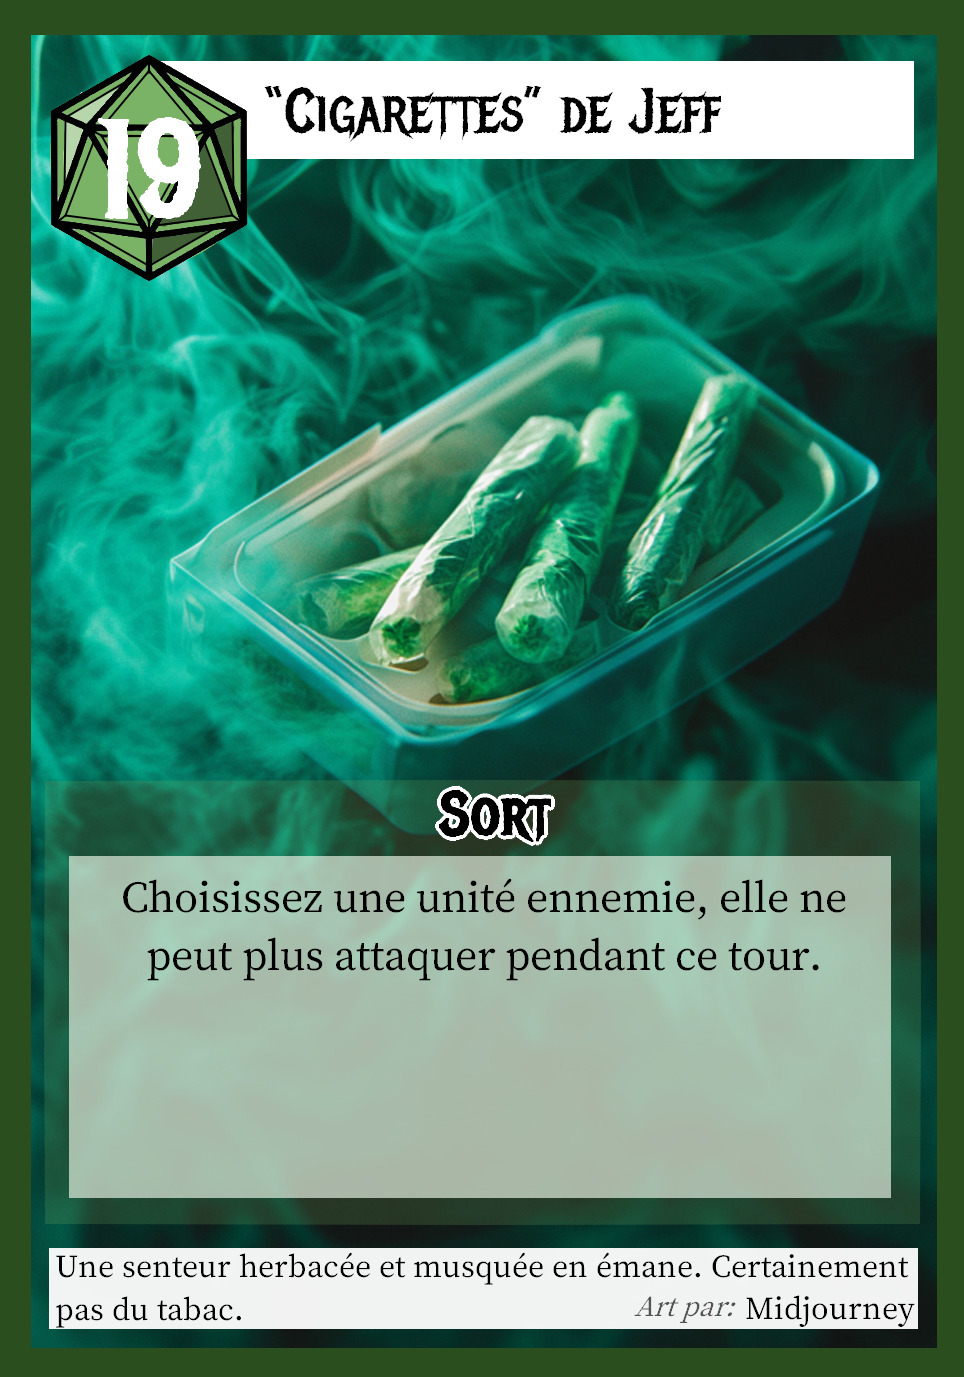 19
“Cigarettes” de Jeff
Sort
Choisissez une unité ennemie, elle ne
peut plus attaquer pendant ce tour.
Une senteur herbacée et musquée en émane. Certainement
pas du tabac.
Art par: Midjourney